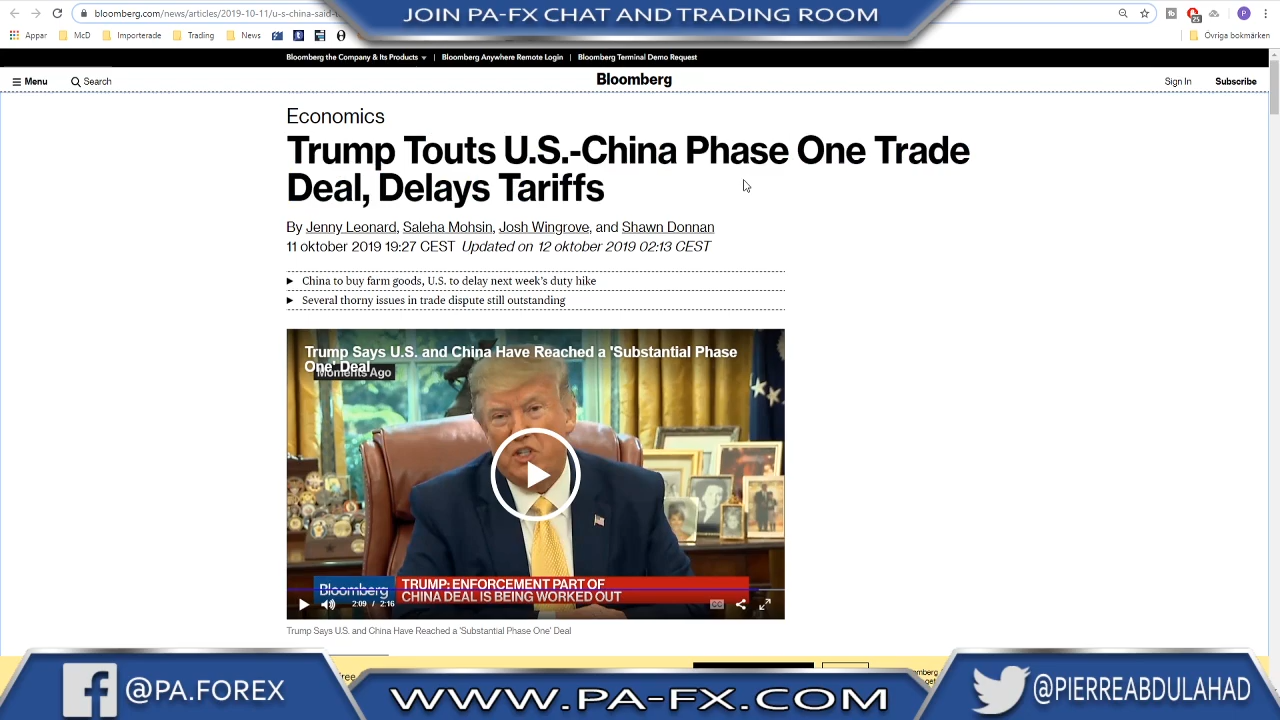 bloomberg.com/news/articles/2019-10-11/u-s-china-said-
JOIN PA-FX CHAT AND TRADING ROOM
25
P
Appar
McD
Importerade
Trading
News
Övriga bokmärken
Bloomberg the Company & Its Products
Bloomberg Anywhere Remote Login
Bloomberg Terminal Demo Request
Menu
Search
Bloomberg
Sign In
Subscribe
Economics
Trump Touts U.S.-China Phase One Trade
Deal, Delays Tariffs
By Jenny Leonard, Saleha Mohsin, Josh Wingrove, and Shawn Donnan
11 oktober 2019 19:27 CEST Updated on 12 oktober 2019 02:13 CEST
China to buy farm goods, U.S. to delay next week's duty hike
Several thorny issues in trade dispute still outstanding
Trump Says U.S. and China Have Reached a 'Substantial Phase
One' Deal
Moments Ago
Bloomberg
TRUMP: ENFORCEMENT PART OF
CHINA DEAL IS BEING WORKED OUT
2:09 / 2:16
CC
Trump Says U.S. and China Have Reached a 'Substantial Phase One' Deal
@PA.FOREX
WWW.PA-FX.COM
@PIERREABDULAHAD